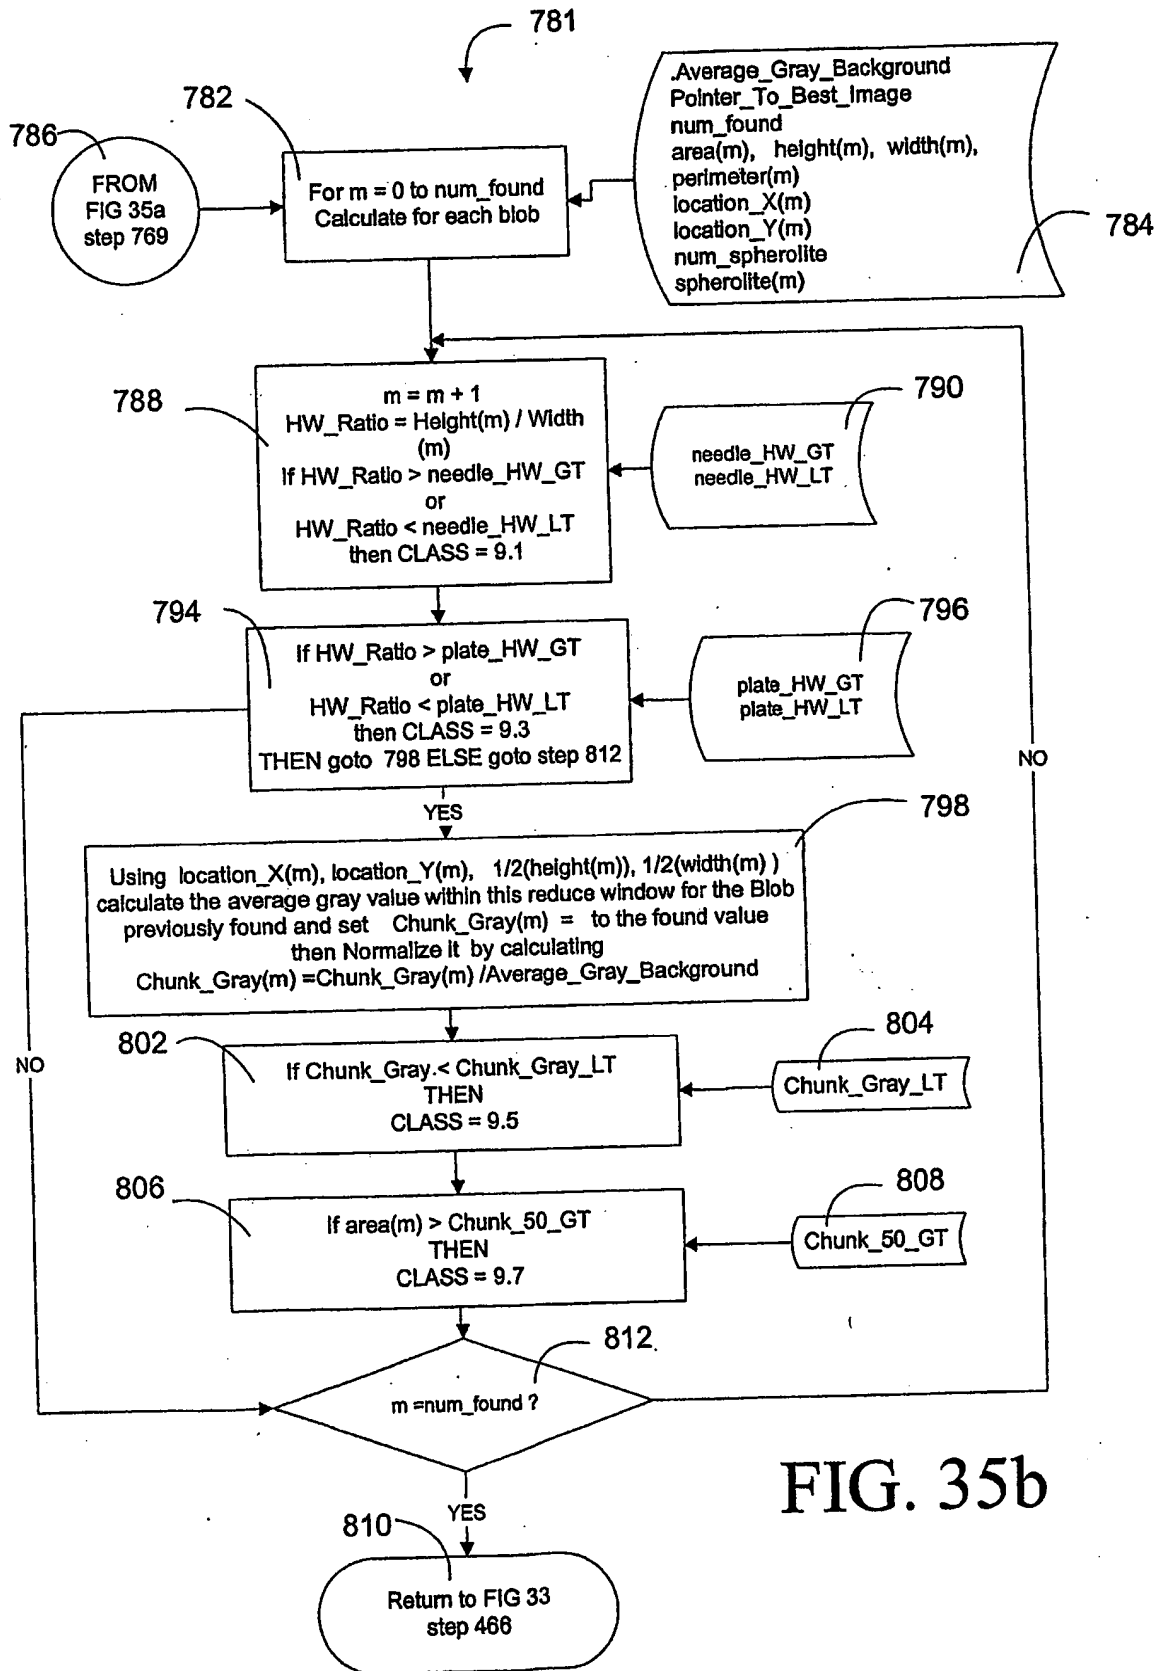 781
782
786
FROM
FIG 35a
step 769
For m = 0 to num_found
Calculate for each blob
.Average_Gray_Background
Pointer_To_Best_Image
num_found
area(m), height(m), width(m),
perimeter(m)
location_X(m)
location_Y(m)
num_spherolite
spherolite(m)
784
788
m = m + 1
HW_Ratio = Height(m) / Width
(m)
If HW_Ratio > needle_HW_GT
or
HW_Ratio < needle_HW_LT
then CLASS = 9.1
790
needle_HW_GT
needle_HW_LT
794
If HW_Ratio > plate_HW_GT
or
HW_Ratio < plate_HW_LT
then CLASS = 9.3
THEN goto 798 ELSE goto step 812
796
plate_HW_GT
plate_HW_LT
NO
YES
798
Using location_X(m), location_Y(m), 1/2(height(m)), 1/2(width(m) )
calculate the average gray value within this reduce window for the Blob
previously found and set Chunk_Gray(m) = to the found value
then Normalize it by calculating
Chunk_Gray(m) =Chunk_Gray(m) /Average_Gray_Background
NO
802
If Chunk_Gray.< Chunk_Gray_LT
THEN
CLASS = 9.5
804
Chunk_Gray_LT
806
If area(m) > Chunk_50_GT
THEN
CLASS = 9.7
808
Chunk_50_GT
812
m =num_found ?
YES
810
Return to FIG 33
step 466
FIG. 35b